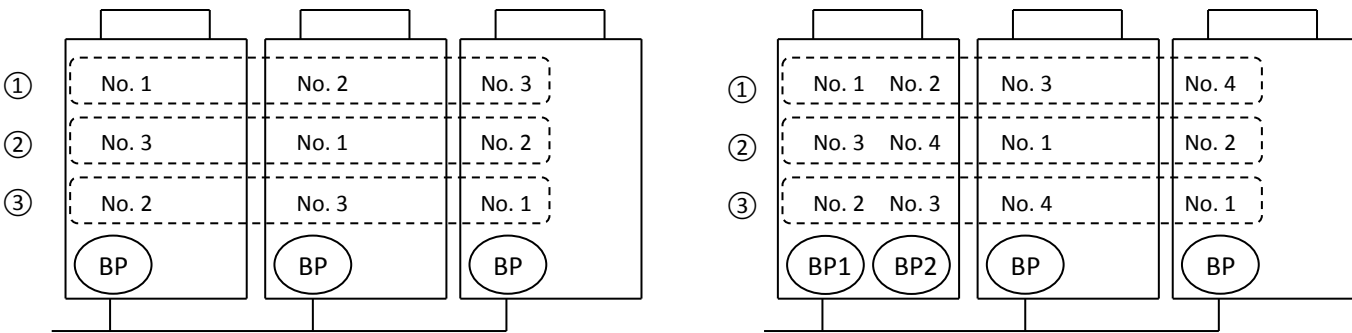 ① No. 1 No. 2 No. 3
② No. 3 No. 1 No. 2
③ No. 2 No. 3 No. 1
BP BP BP
① No. 1 No. 2 No. 3 No. 4
② No. 3 No. 4 No. 1 No. 2
③ No. 2 No. 3 No. 4 No. 1
BP1 BP2 BP BP